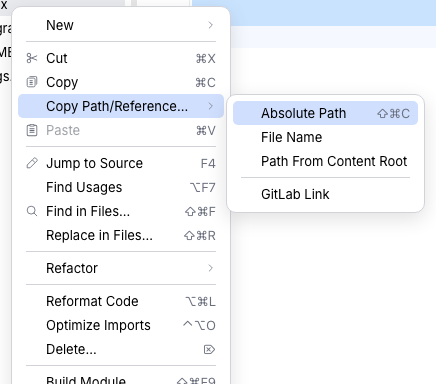 New
Cut ⌘X
Copy ⌘C
Copy Path/Reference...
Paste ⌘V
Jump to Source F4
Find Usages ⌥F7
Find in Files... ⇧⌘F
Replace in Files... ⇧⌘R
Refactor
Reformat Code ⌥⌘L
Optimize Imports ^⌥O
Delete... ⌦
Build Module ⇧⌘F9
Absolute Path ⇧⌘C
File Name
Path From Content Root
GitLab Link